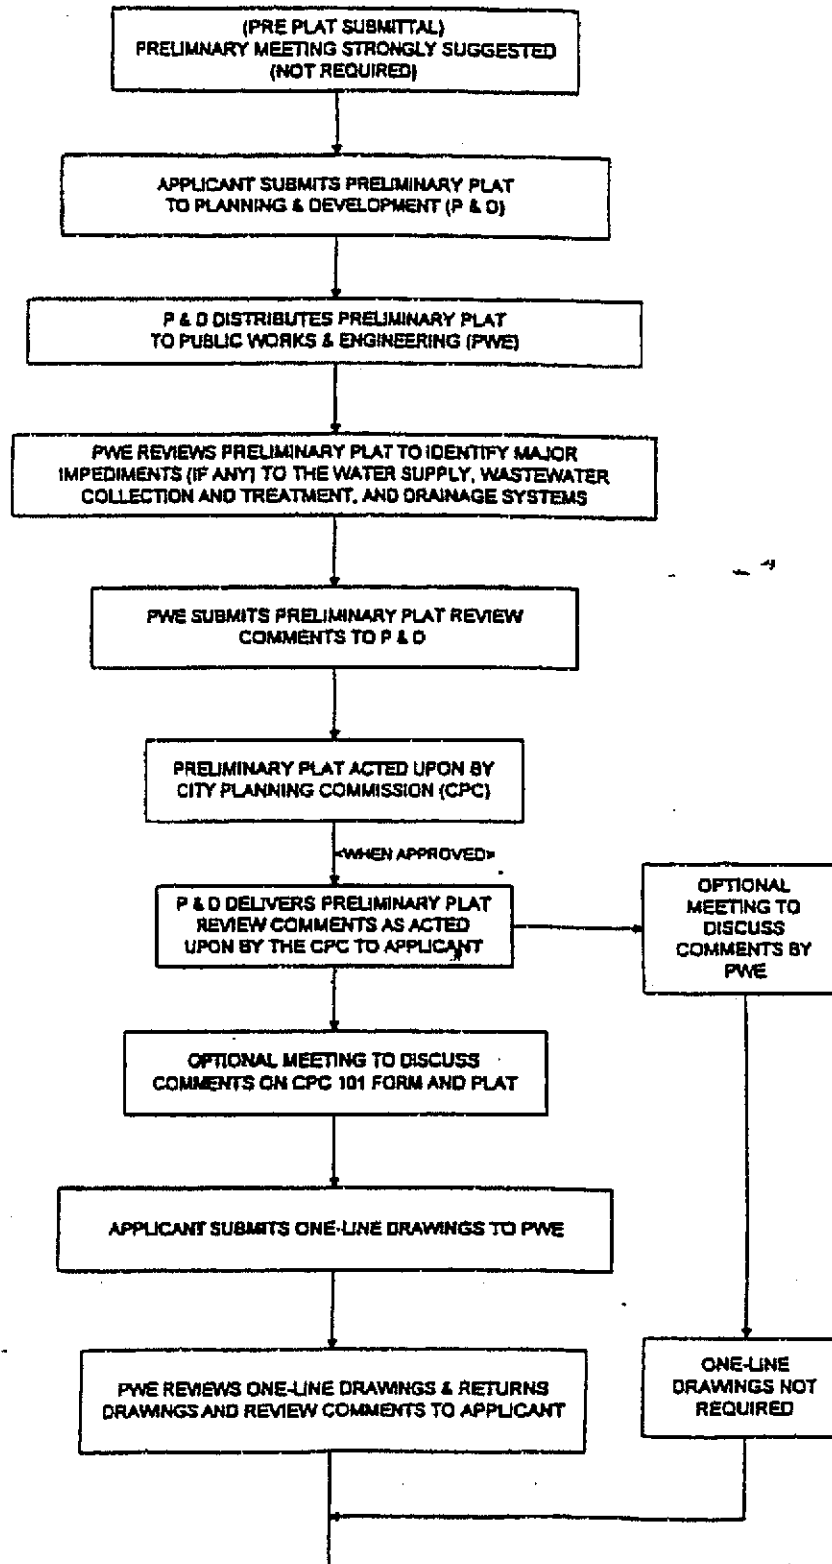 (PRE PLAT SUBMITTAL)
PRELIMNARY MEETING STRONGLY SUGGESTED
(NOT REQUIRED)
APPLICANT SUBMITS PRELIMINARY PLAT
TO PLANNING & DEVELOPMENT (P & D)
P & D DISTRIBUTES PRELIMINARY PLAT
TO PUBLIC WORKS & ENGINEERING (PWE)
PWE REVIEWS PRELIMINARY PLAT TO IDENTIFY MAJOR
IMPEDIMENTS (IF ANY) TO THE WATER SUPPLY, WASTEWATER
COLLECTION AND TREATMENT, AND DRAINAGE SYSTEMS
PWE SUBMITS PRELIMINARY PLAT REVIEW
COMMENTS TO P & D
PRELIMINARY PLAT ACTED UPON BY
CITY PLANNING COMMISSION (CPC)
<WHEN APPROVED>
P & D DELIVERS PRELIMINARY PLAT
REVIEW COMMENTS AS ACTED
UPON BY THE CPC TO APPLICANT
OPTIONAL
MEETING TO
DISCUSS
COMMENTS BY
PWE
OPTIONAL MEETING TO DISCUSS
COMMENTS ON CPC 101 FORM AND PLAT
APPLICANT SUBMITS ONE-LINE DRAWINGS TO PWE
PWE REVIEWS ONE-LINE DRAWINGS & RETURNS
DRAWINGS AND REVIEW COMMENTS TO APPLICANT
ONE-LINE
DRAWINGS NOT
REQUIRED